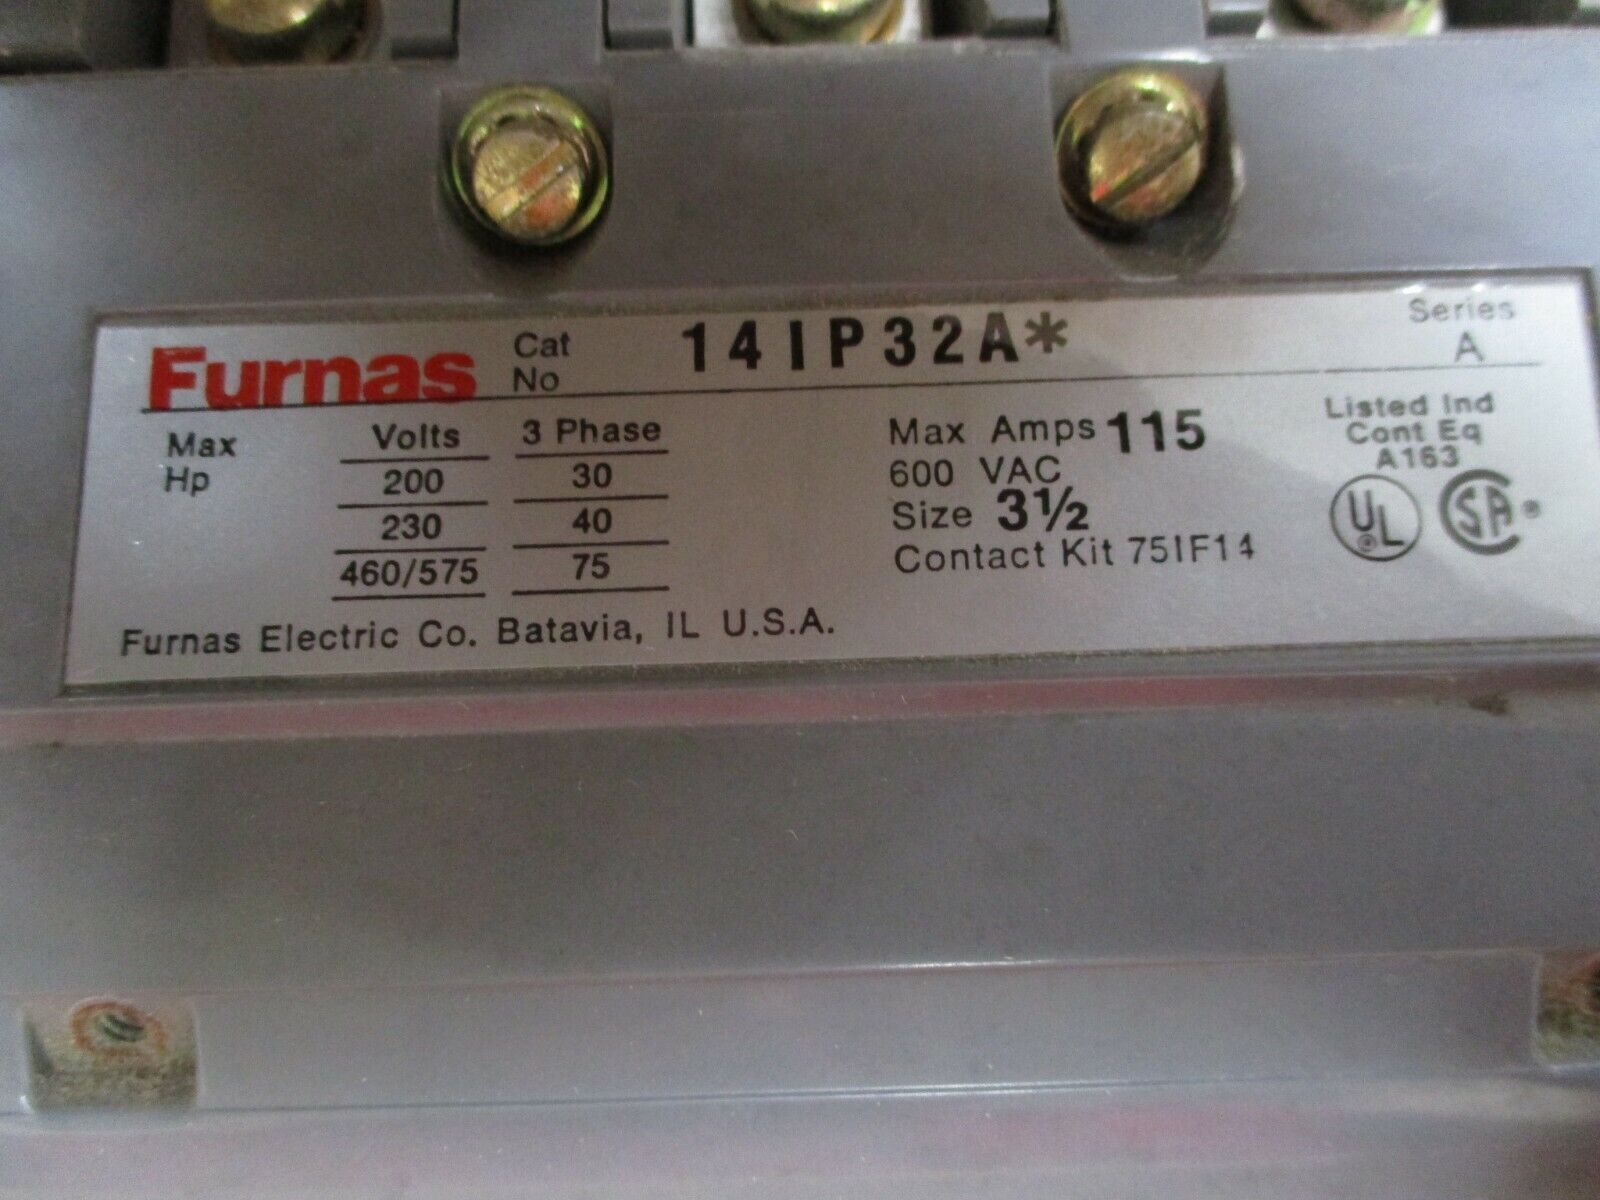 Furnas Cat No 14IP32A* Series A
Max Hp
Volts 3 Phase
200 30
230 40
460/575 75
Max Amps 115
600 VAC
Size 3½
Contact Kit 75IF14
Listed Ind
Cont Eq
A163
UL SA®
Furnas Electric Co. Batavia, IL U.S.A.